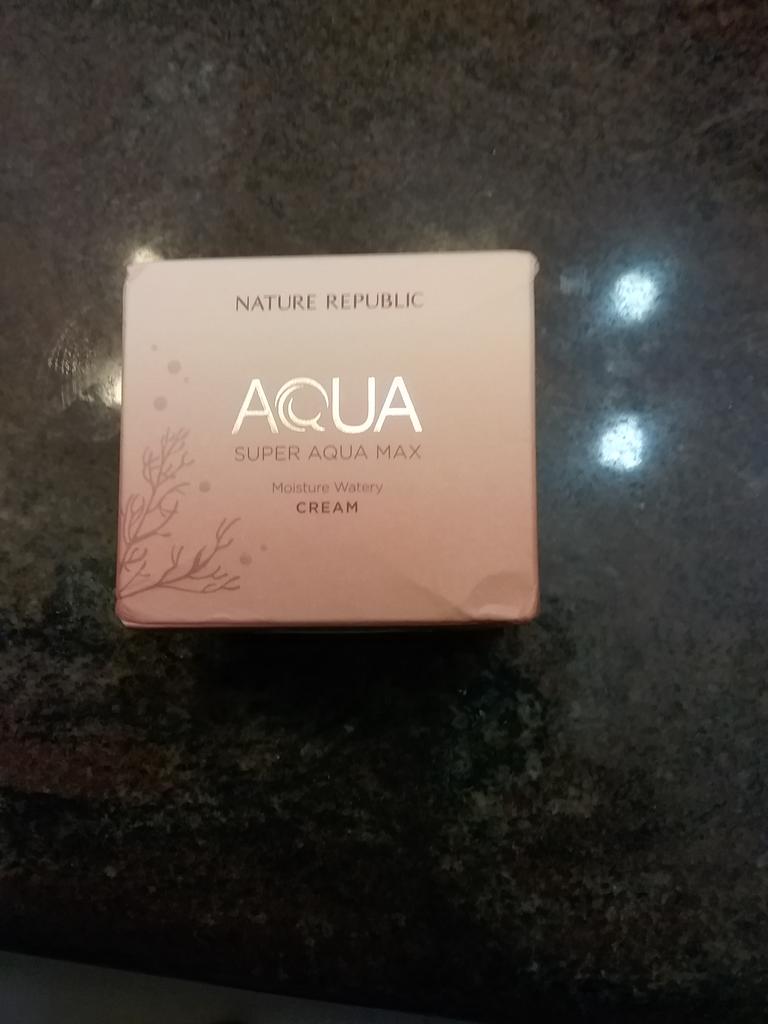 NATURE REPUBLIC
AQUA
SUPER AQUA MAX
Moisture Watery
CREAM